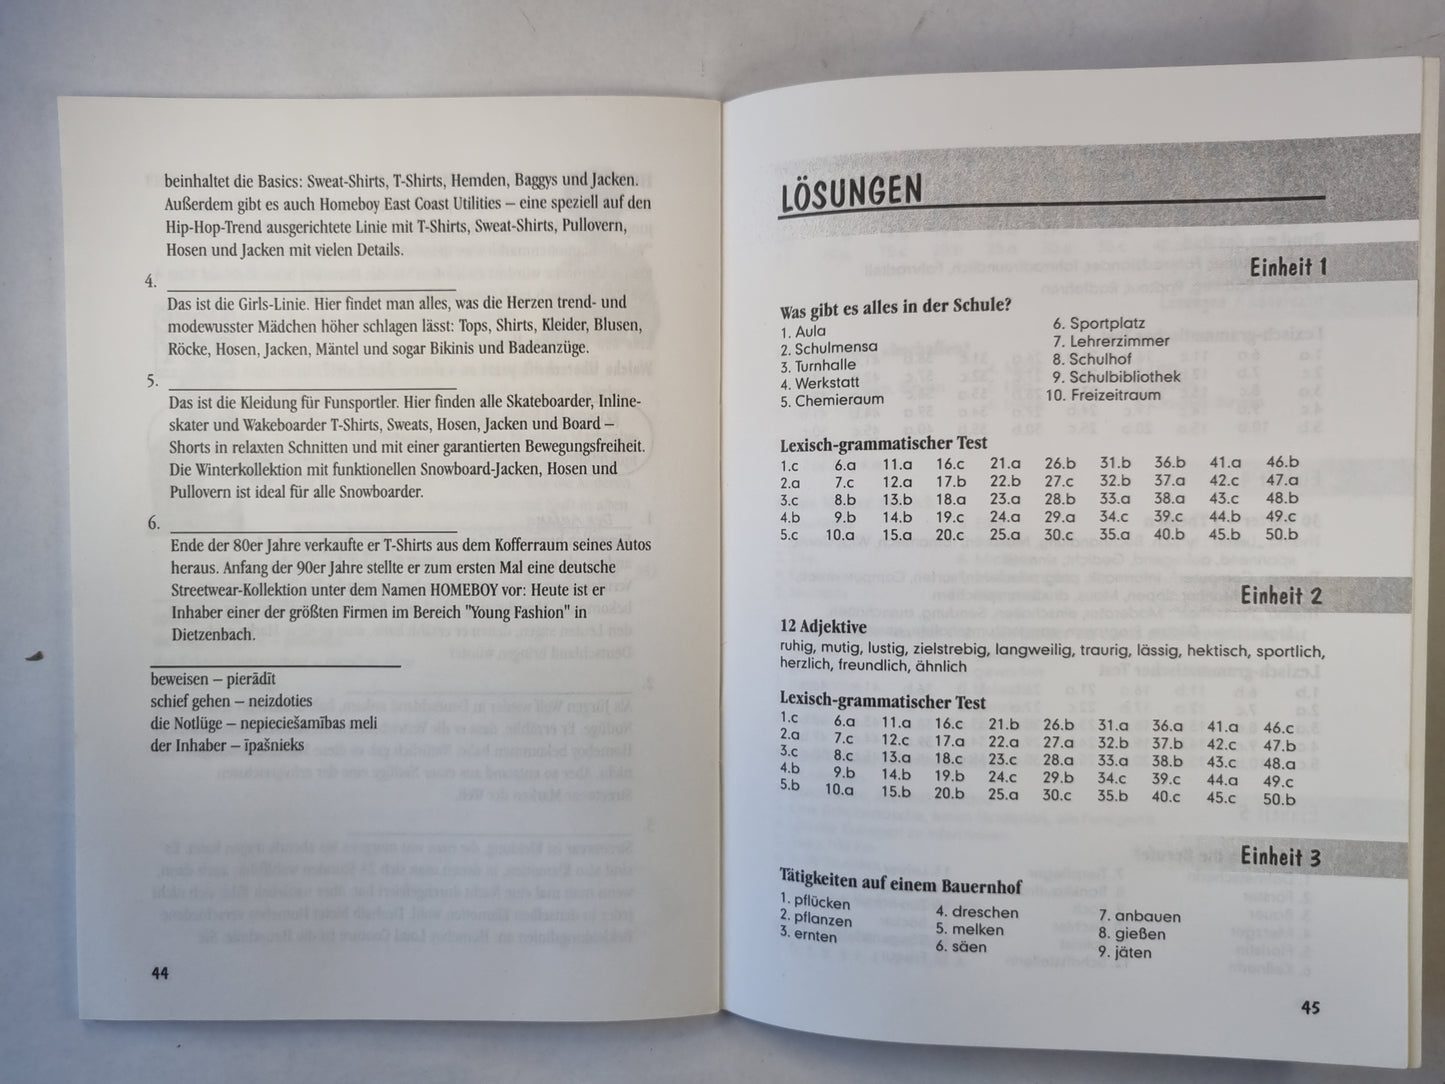 beinhaltet die Basics: Sweat-Shirts, T-Shirts, Hemden, Baggys und Jacken.
Außerdem gibt es auch Homeboy East Coast Utilities – eine speziell auf den
Hip-Hop-Trend ausgerichtete Linie mit T-Shirts, Sweat-Shirts, Pullovern,
Hosen und Jacken mit vielen Details.
4.
Das ist die Girls-Linie. Hier findet man alles, was die Herzen trend- und
modewusster Mädchen höher schlagen lässt: Tops, Shirts, Kleider, Blusen,
Röcke, Hosen, Jacken, Mäntel und sogar Bikinis und Badeanzüge.
5.
Das ist die Kleidung für Funsportler. Hier finden alle Skateboarder, Inline-
skater und Wakeboarder T-Shirts, Sweats, Hosen, Jacken und Board –
Shorts in relaxten Schnitten und mit einer garantierten Bewegungsfreiheit.
Die Winterkollektion mit funktionellen Snowboard-Jacken, Hosen und
Pullovern ist ideal für alle Snowboarder.
6.
Ende der 80er Jahre verkaufte er T-Shirts aus dem Kofferraum seines Autos
heraus. Anfang der 90er Jahre stellte er zum ersten Mal eine deutsche
Streetwear-Kollektion unter dem Namen HOMEBOY vor: Heute ist er
Inhaber einer der größten Firmen im Bereich "Young Fashion" in
Dietzenbach.
beweisen – pierādīt
schief gehen – neizdoties
die Notlüge – nepieciešamības meli
der Inhaber – īpašnieks
44
LÖSUNGEN
Einheit 1
Was gibt es alles in der Schule?
1. Aula
2. Schulmensa
3. Turnhalle
4. Werkstatt
5. Chemieraum
6. Sportplatz
7. Lehrerzimmer
8. Schulhof
9. Schulbibliothek
10. Freizeitraum
Lexisch-grammatischer Test
1.c 6.a 11.a 16.c 21.a 26.b 31.b 36.b 41.a 46.b
2.a 7.c 12.a 17.b 22.b 27.c 32.b 37.a 42.c 47.a
3.c 8.b 13.b 18.a 23.a 28.b 33.a 38.a 43.c 48.b
4.b 9.b 14.b 19.c 24.a 29.a 34.c 39.c 44.b 49.c
5.c 10.a 15.a 20.c 25.a 30.c 35.a 40.b 45.b 50.b
Einheit 2
12 Adjektive
ruhig, mutig, lustig, zielstrebig, langweilig, traurig, lässig, hektisch, sportlich,
herzlich, freundlich, ähnlich
Lexisch-grammatischer Test
1.c 6.a 11.a 16.c 21.b 26.b 31.a 36.a 41.a 46.c
2.a 7.c 12.c 17.a 22.a 27.a 32.b 37.b 42.c 47.b
3.c 8.c 13.a 18.c 23.c 28.a 33.a 38.b 43.c 48.a
4.b 9.b 14.b 19.b 24.c 29.b 34.c 39.c 44.a 49.c
5.b 10.a 15.b 20.b 25.a 30.c 35.b 40.c 45.c 50.b
Einheit 3
Tätigkeiten auf einem Bauernhof
1. pflücken
2. pflanzen
3. ernten
4. dreschen
5. melken
6. säen
7. anbauen
8. gießen
9. jäten
45